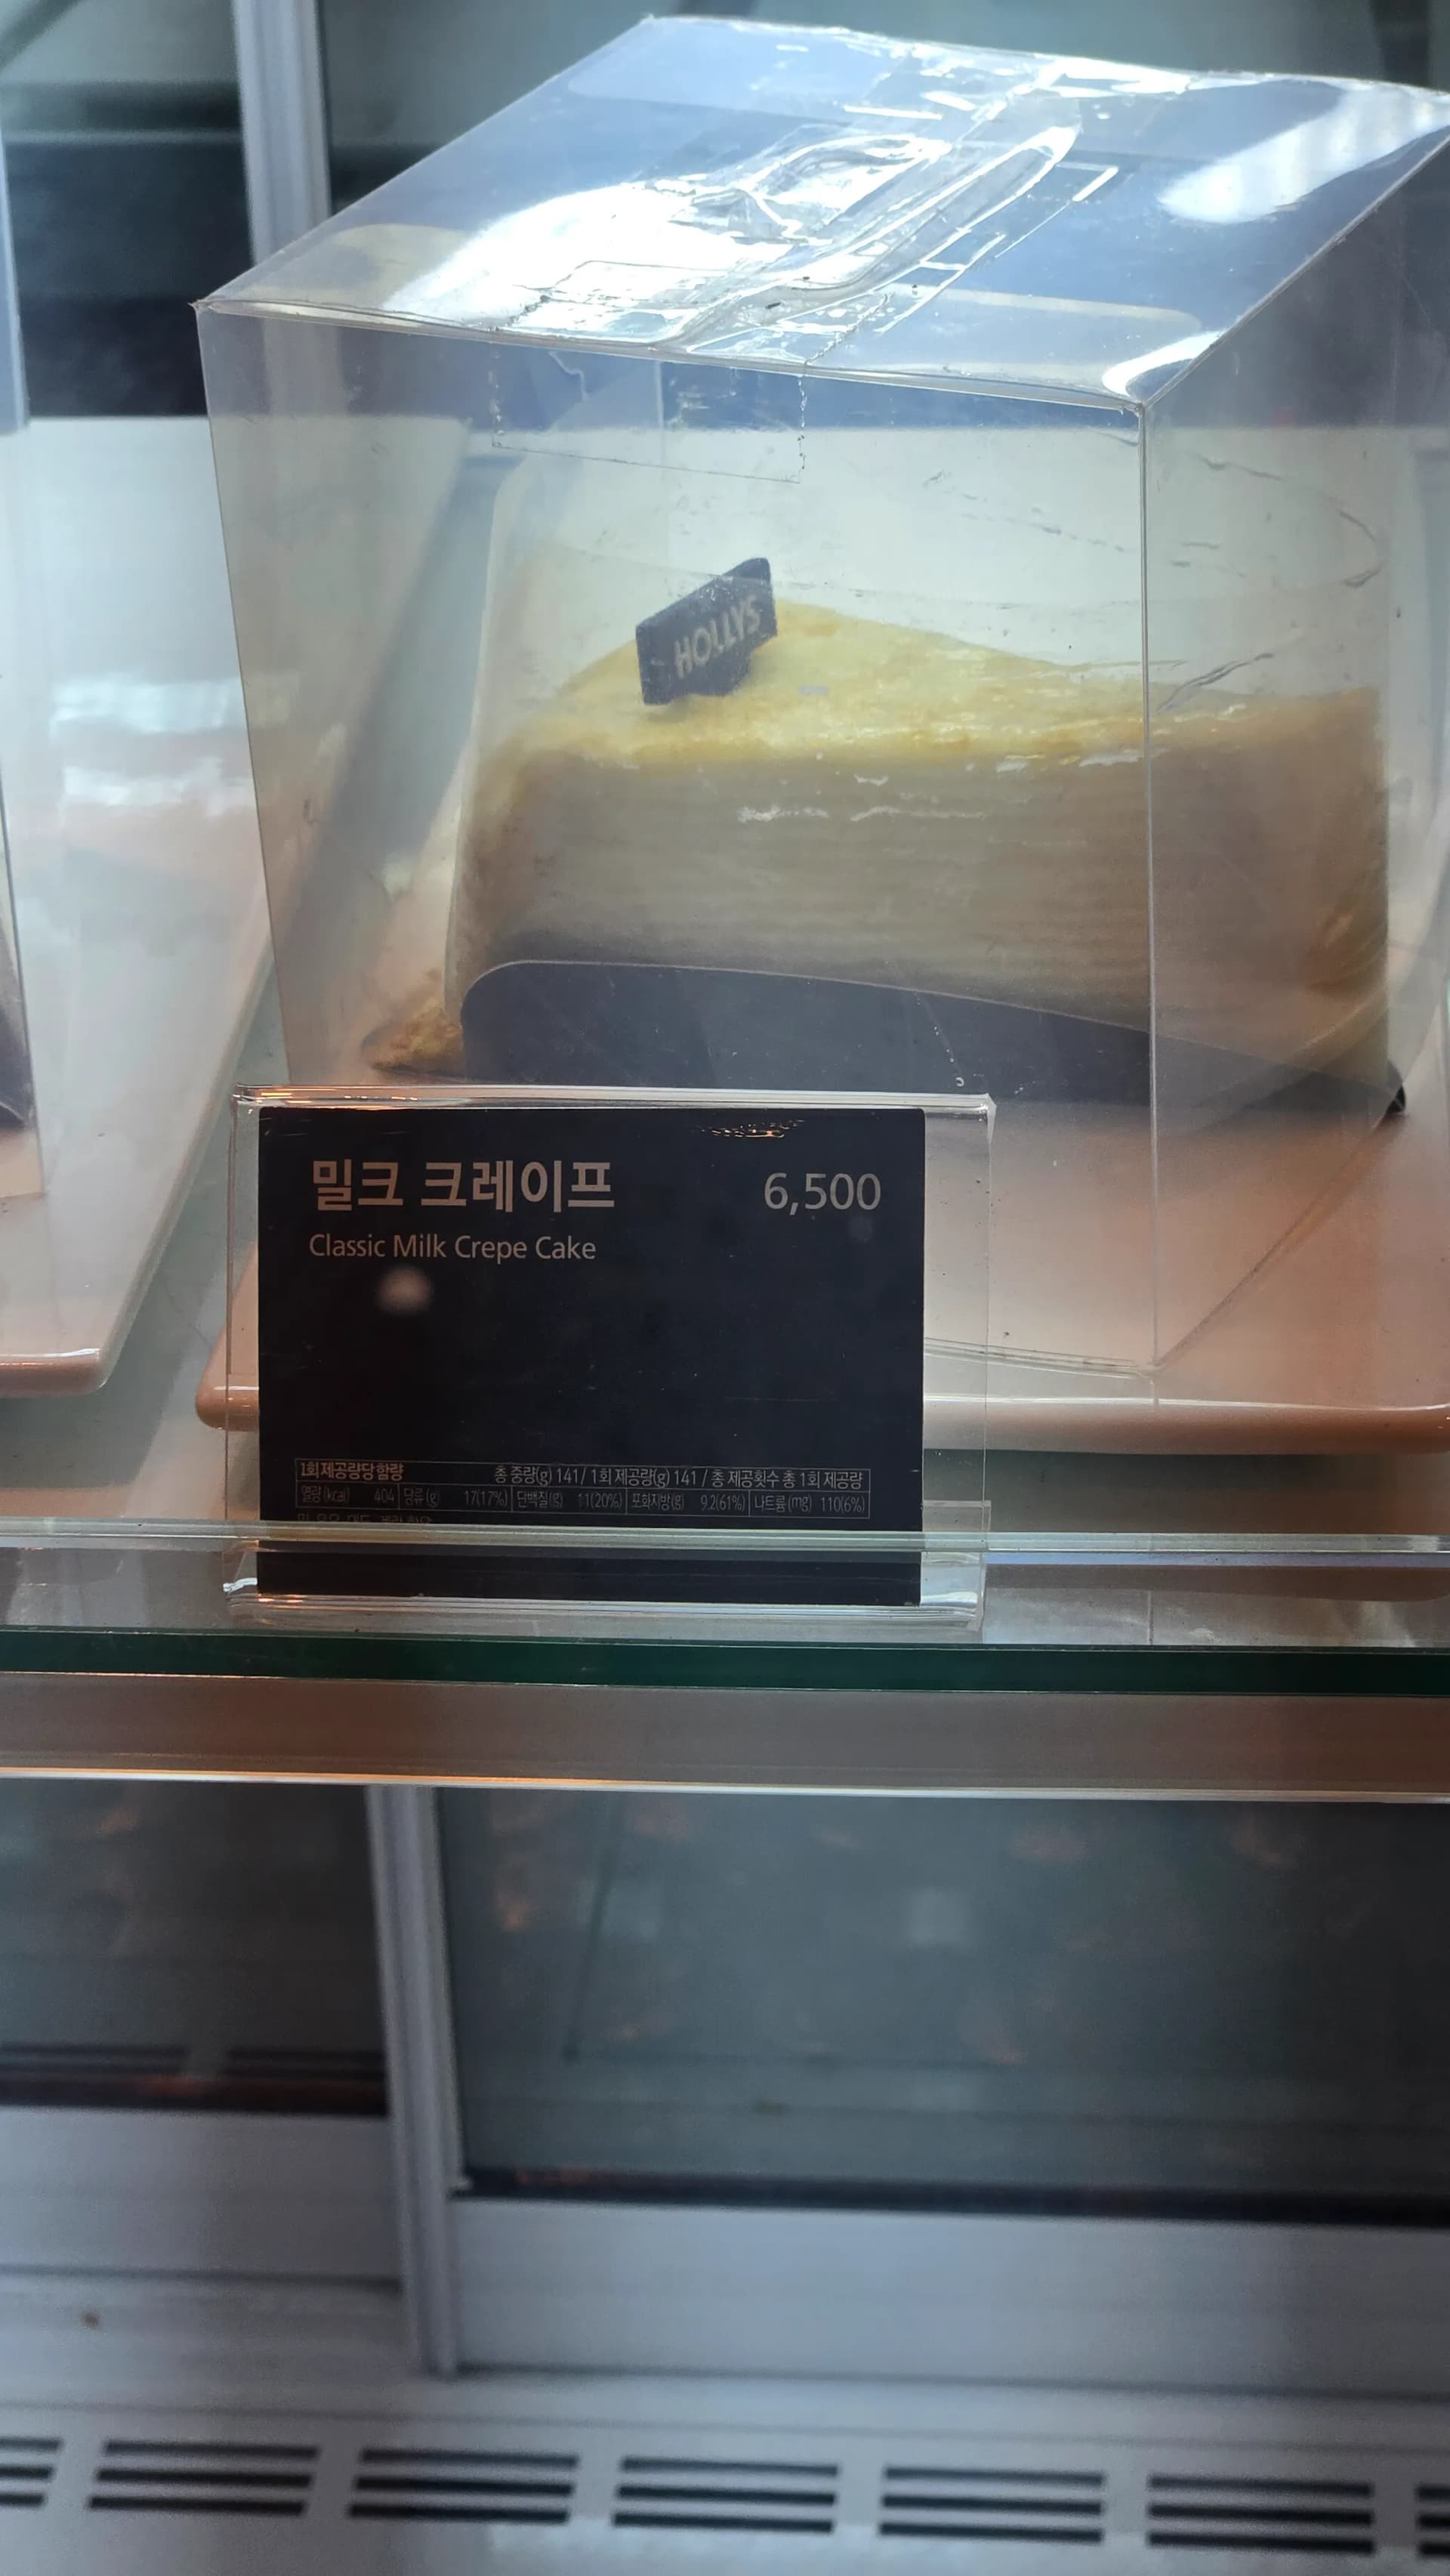 HOLLYS
밀크 크레이프 6,500
Classic Milk Crepe Cake
1회 제공량당 함량 총 중량(g) 141 / 1회 제공량(g) 141 / 총 제공횟수 총 1회 제공량
열량(kcal) 404 당류(g) 17(17%) 단백질(g) 11(20%) 포화지방(g) 9.2(61%) 나트륨(mg) 110(6%)